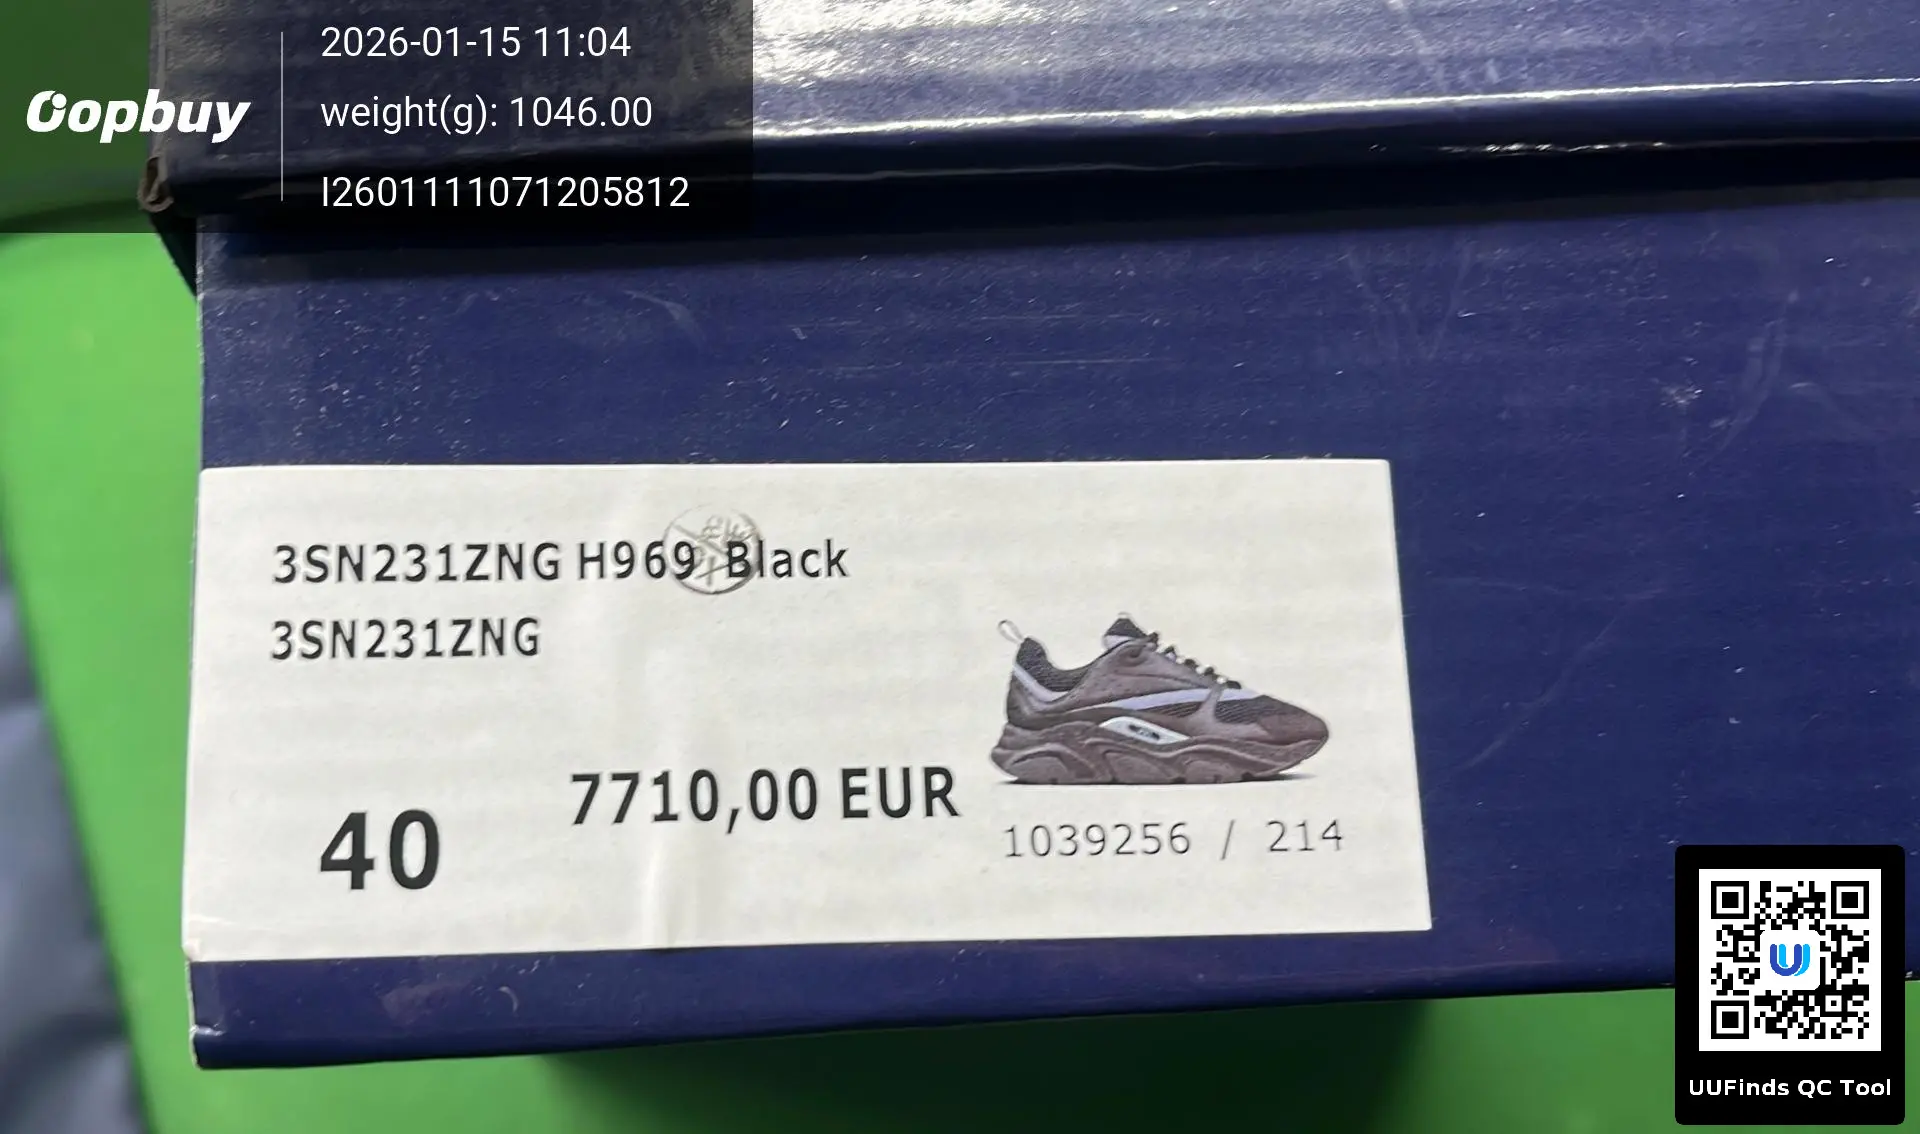 Oopbuy
2026-01-15 11:04
weight(g): 1046.00
I2601111071205812
3SN231ZNG H969 Black
3SN231ZNG
40
7710,00 EUR
1039256 / 214
UUFinds QC Tool